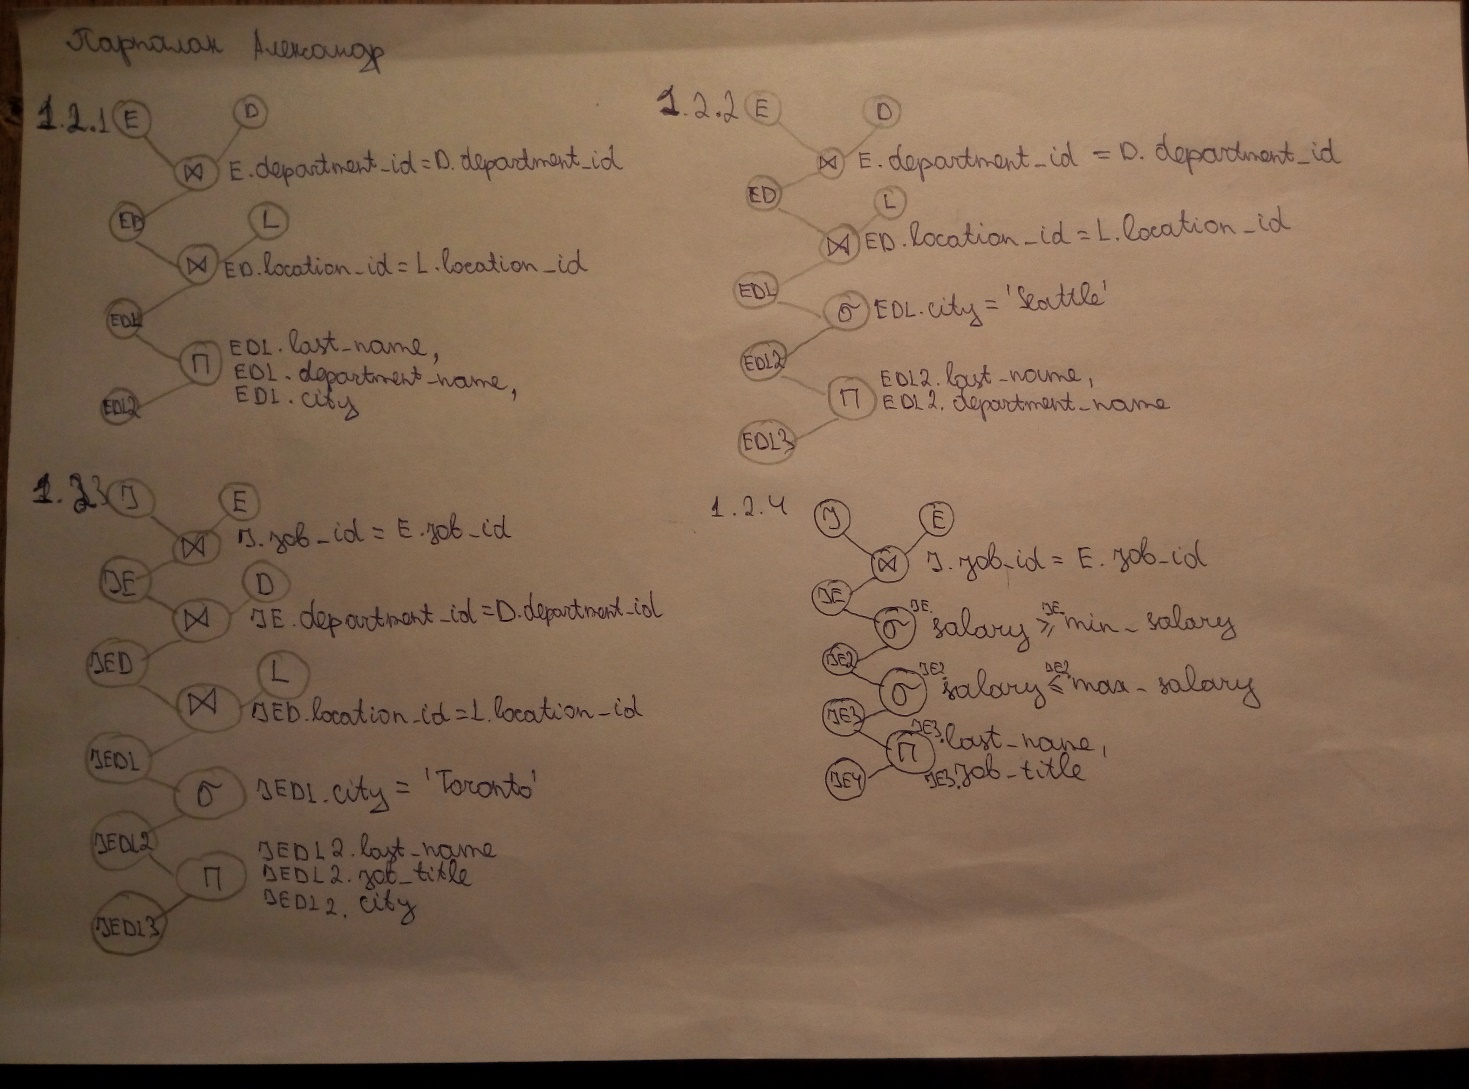 Парпалак Александр
1.2.1 E D
⋈ E.department_id=D.department_id
ED L
⋈ ED.location_id=L.location_id
EDL
π EDL.last_name,
EDL.department_name,
EDL.city
EDL2
1.2.2 E D
⋈ E.department_id = D.department_id
ED L
⋈ ED.location_id=L.location_id
EDL
σ EDL.city='Seattle'
EDL2
π EDL2.last_name,
EDL2.department_name
EDL3
1.2.3 J E
⋈ J.job_id = E.job_id
JE D
⋈ JE.department_id=D.department_id
JED L
⋈ JED.location_id=L.location_id
JEDL
σ JEDL.city = 'Toronto'
JEDL2
π JEDL2.last_name
JEDL2.job_title
JEDL2.city
JEDL3
1.2.4 J E
⋈ J.job_id = E.job_id
JE
σ JE.salary ≥ JE.min_salary
JE2
σ JE2.salary ≤ JE2.max_salary
JE3
π JE3.last_name,
JE3.job_title
JE4